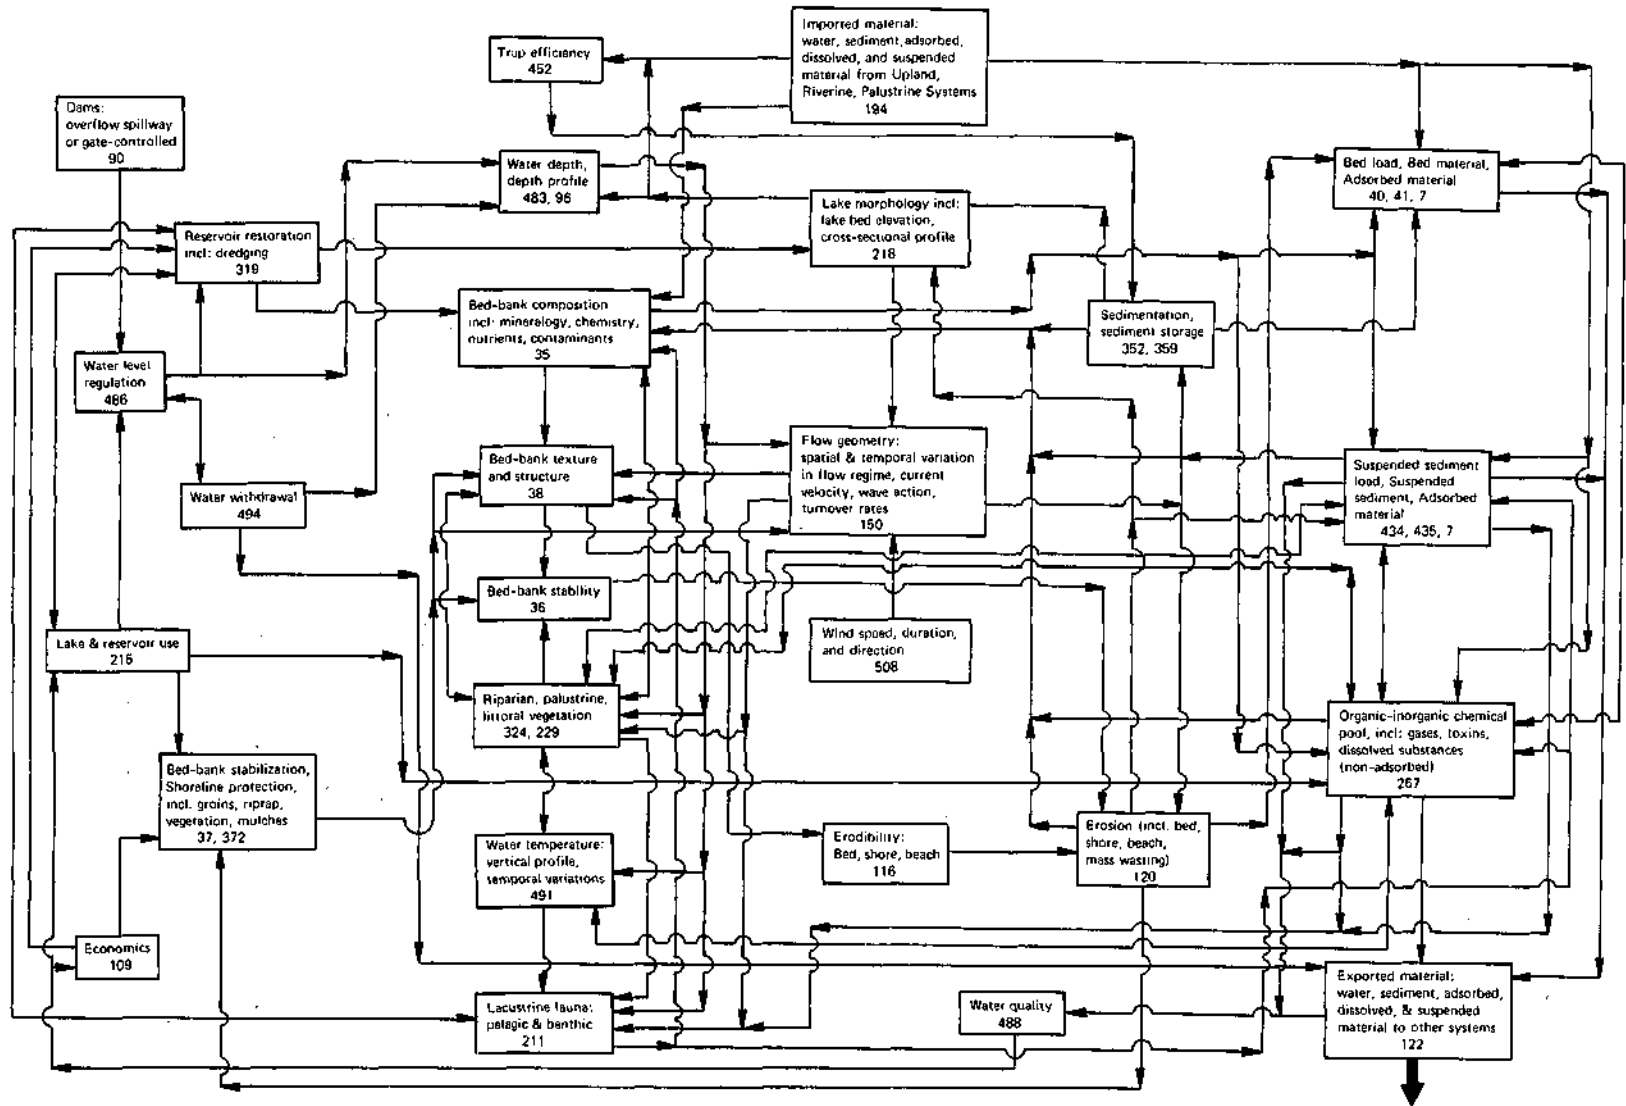 Imported material:
water, sediment, adsorbed,
dissolved, and suspended
material from Upland,
Riverine, Palustrine Systems
194
Trap efficiency
452
Dams:
overflow spillway
or gate-controlled
90
Water depth,
depth profile
483, 96
Bed load, Bed material,
Adsorbed material
40, 41, 7
Lake morphology incl:
lake bed elevation,
cross-sectional profile
218
Reservoir restoration
incl: dredging
319
Bed-bank composition
incl: mineralogy, chemistry,
nutrients, contaminants
35
Sedimentation,
sediment storage
352, 359
Water level
regulation
486
Flow geometry:
spatial & temporal variation
in flow regime, current
velocity, wave action,
turnover rates
150
Bed-bank texture
and structure
38
Suspended sediment
load, Suspended
sediment, Adsorbed
material
434, 435, 7
Water withdrawal
494
Bed-bank stability
36
Wind speed, duration,
and direction
508
Lake & reservoir use
215
Riparian, palustrine,
littoral vegetation
324, 229
Organic-inorganic chemical
pool, incl: gases, toxins,
dissolved substances
(non-adsorbed)
267
Bed-bank stabilization,
Shoreline protection,
incl. groins, riprap,
vegetation, mulches
37, 372
Erosion (incl. bed,
shore, beach,
mass wasting)
120
Erodibility:
Bed, shore, beach
116
Water temperature:
vertical profile,
temporal variations
491
Economics
109
Exported material:
water, sediment, adsorbed,
dissolved, & suspended
material to other systems
122
Lacustrine fauna:
pelagic & benthic
211
Water quality
488